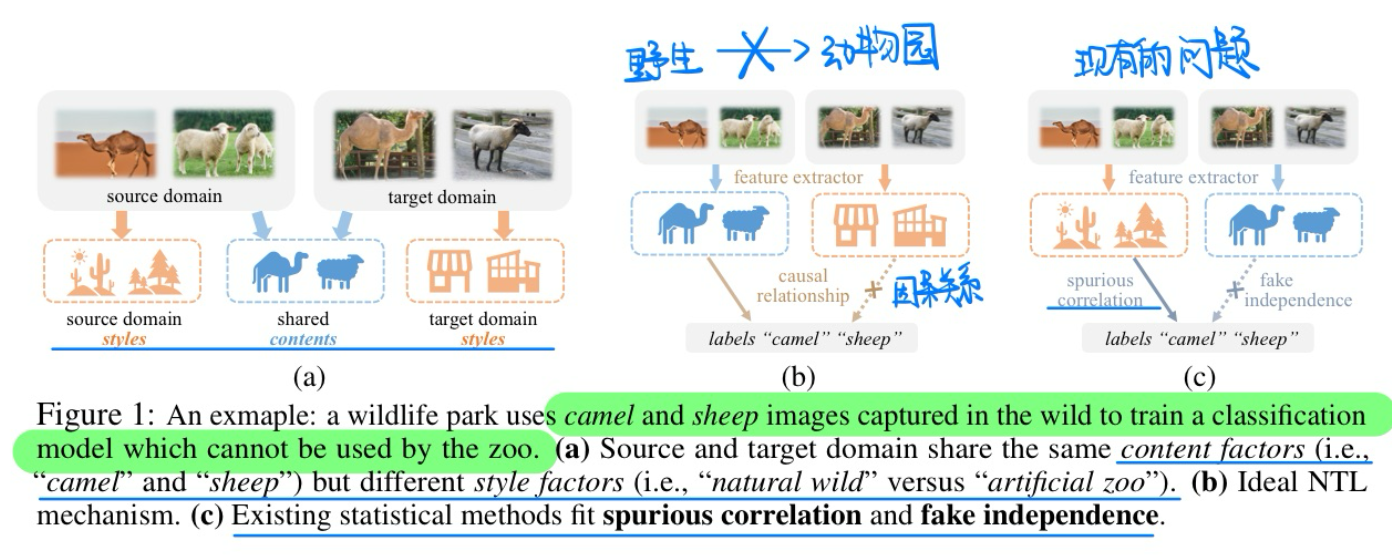 野生 × -> 动物园
现有的问题
source domain
target domain
source domain
styles
shared
contents
target domain
styles
(a)
feature extractor
causal
relationship
因果关系
labels “camel” “sheep”
(b)
feature extractor
spurious
correlation
fake
independence
labels “camel” “sheep”
(c)
Figure 1: An exmaple: a wildlife park uses camel and sheep images captured in the wild to train a classification
model which cannot be used by the zoo. (a) Source and target domain share the same content factors (i.e.,
“camel” and “sheep”) but different style factors (i.e., “natural wild” versus “artificial zoo”). (b) Ideal NTL
mechanism. (c) Existing statistical methods fit spurious correlation and fake independence.